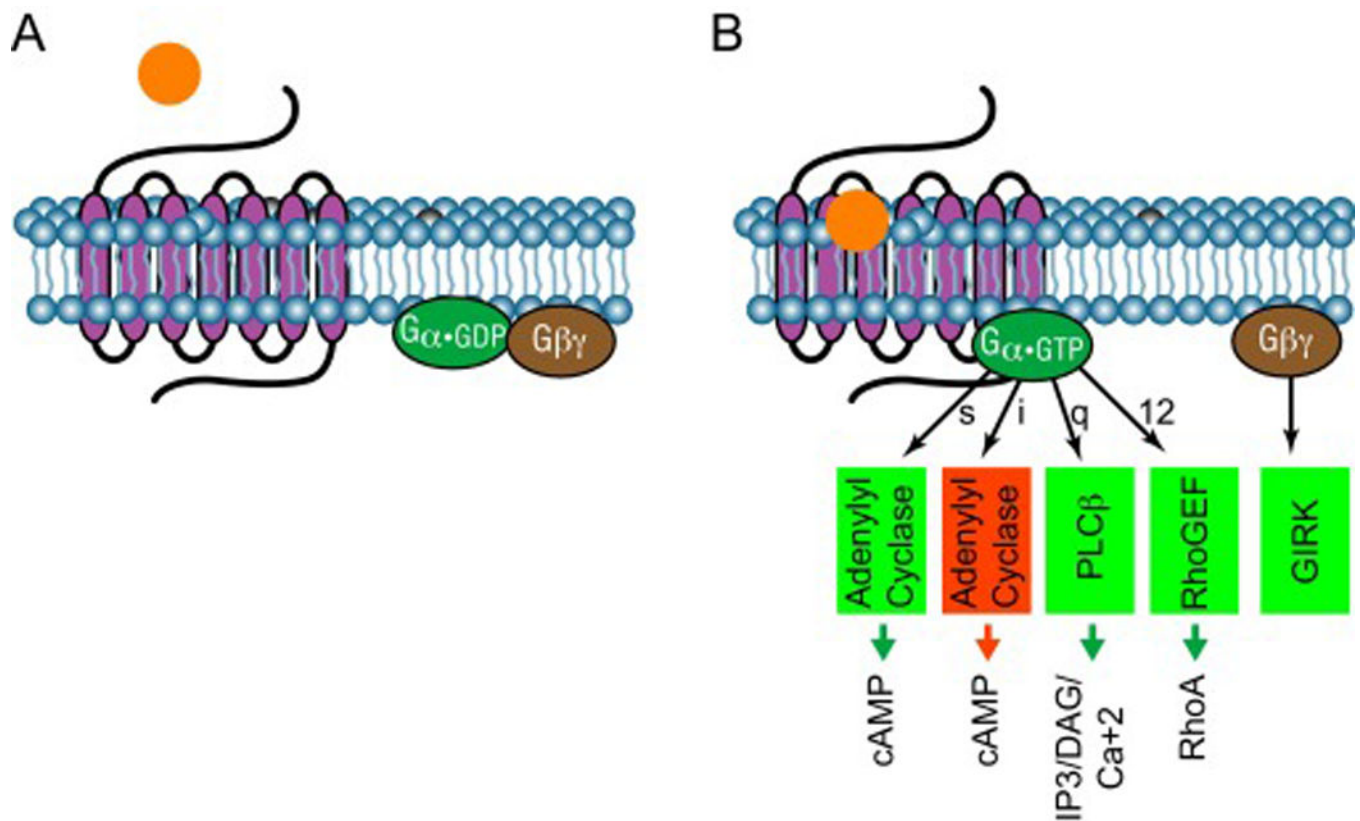 A
B
Gα•GDP
Gβγ
Gα•GTP
Gβγ
s
i
q
12
Adenylyl
Cyclase
Adenylyl
Cyclase
PLCβ
RhoGEF
GIRK
cAMP
cAMP
IP3/DAG/
Ca+2
RhoA